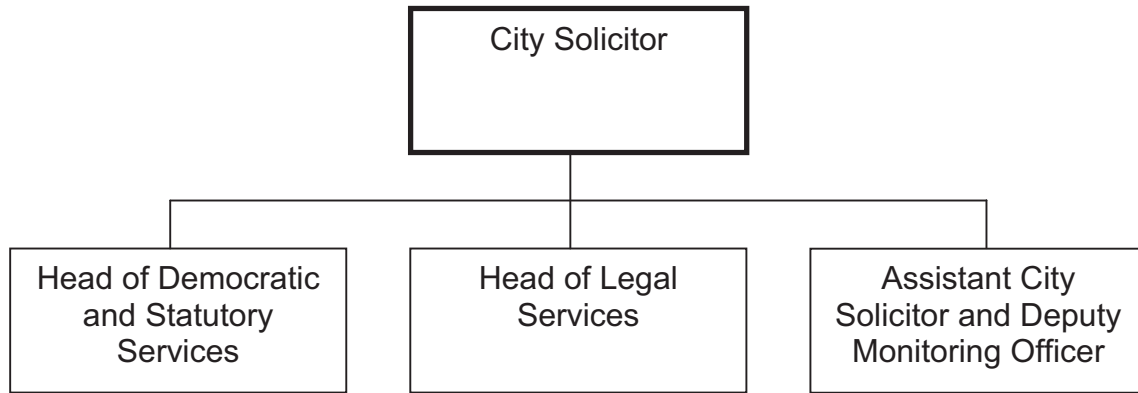 City Solicitor
Head of Democratic
and Statutory
Services
Head of Legal
Services
Assistant City
Solicitor and Deputy
Monitoring Officer